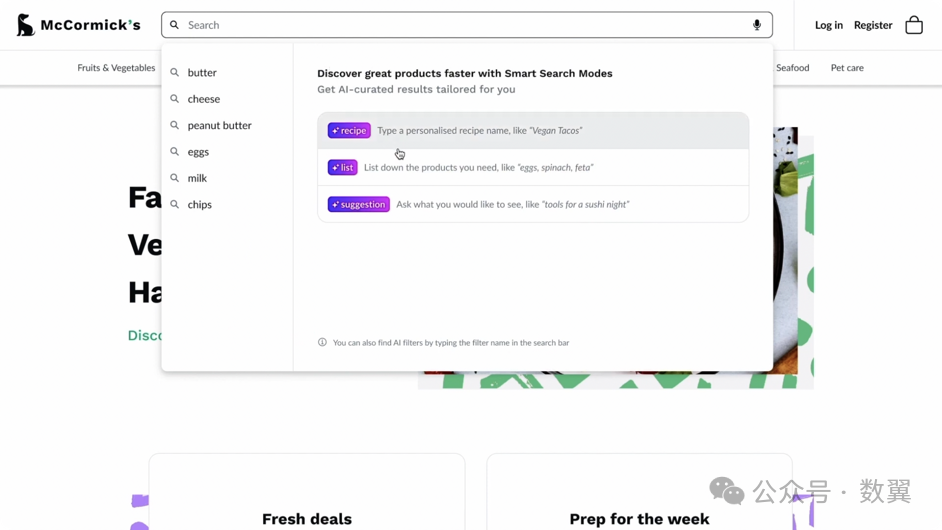 McCormick's
Search
Log in
Register
Fruits & Vegetables
Seafood
Pet care
butter
cheese
peanut butter
eggs
milk
chips
Discover great products faster with Smart Search Modes
Get AI-curated results tailored for you
recipe Type a personalised recipe name, like "Vegan Tacos"
list List down the products you need, like "eggs, spinach, feta"
suggestion Ask what you would like to see, like "tools for a sushi night"
You can also find AI filters by typing the filter name in the search bar
Fa
Ve
Ha
Disco
Fresh deals
Prep for the week
公众号 · 数翼